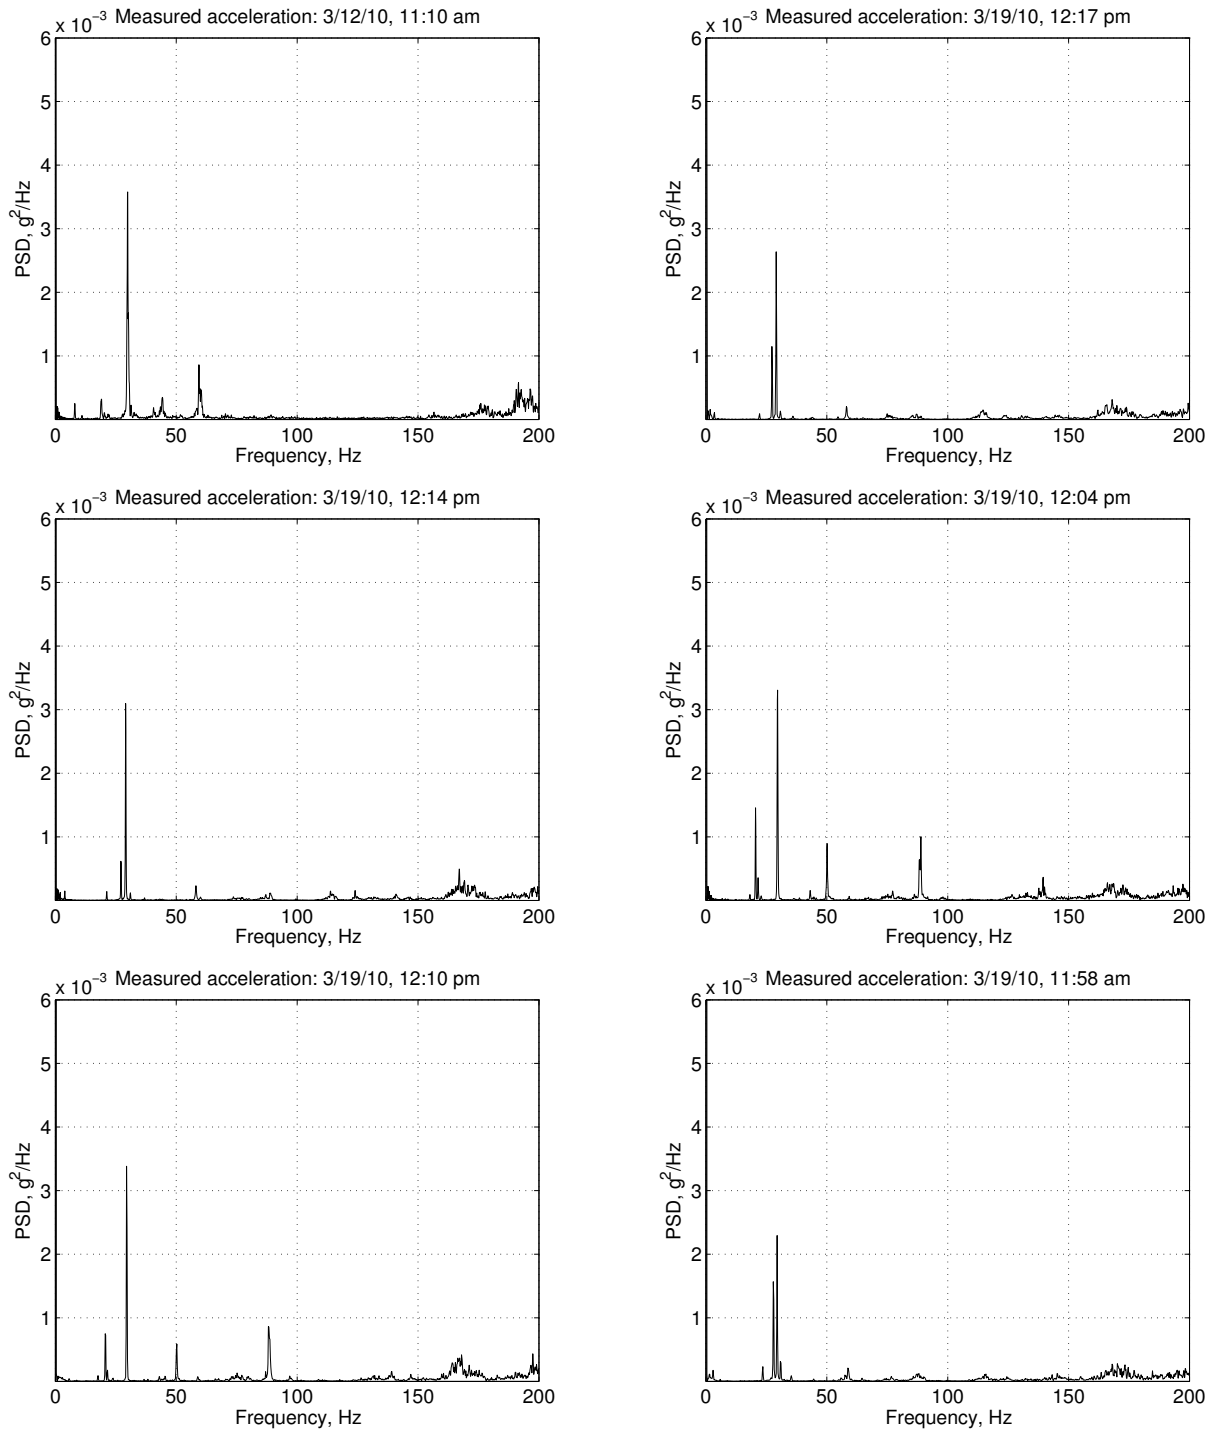 x 10⁻³ Measured acceleration: 3/12/10, 11:10 am
6
5
4
3
2
1
PSD, g²/Hz
0 50 100 150 200
Frequency, Hz
x 10⁻³ Measured acceleration: 3/19/10, 12:17 pm
6
5
4
3
2
1
PSD, g²/Hz
0 50 100 150 200
Frequency, Hz
x 10⁻³ Measured acceleration: 3/19/10, 12:14 pm
6
5
4
3
2
1
PSD, g²/Hz
0 50 100 150 200
Frequency, Hz
x 10⁻³ Measured acceleration: 3/19/10, 12:04 pm
6
5
4
3
2
1
PSD, g²/Hz
0 50 100 150 200
Frequency, Hz
x 10⁻³ Measured acceleration: 3/19/10, 12:10 pm
6
5
4
3
2
1
PSD, g²/Hz
0 50 100 150 200
Frequency, Hz
x 10⁻³ Measured acceleration: 3/19/10, 11:58 am
6
5
4
3
2
1
PSD, g²/Hz
0 50 100 150 200
Frequency, Hz